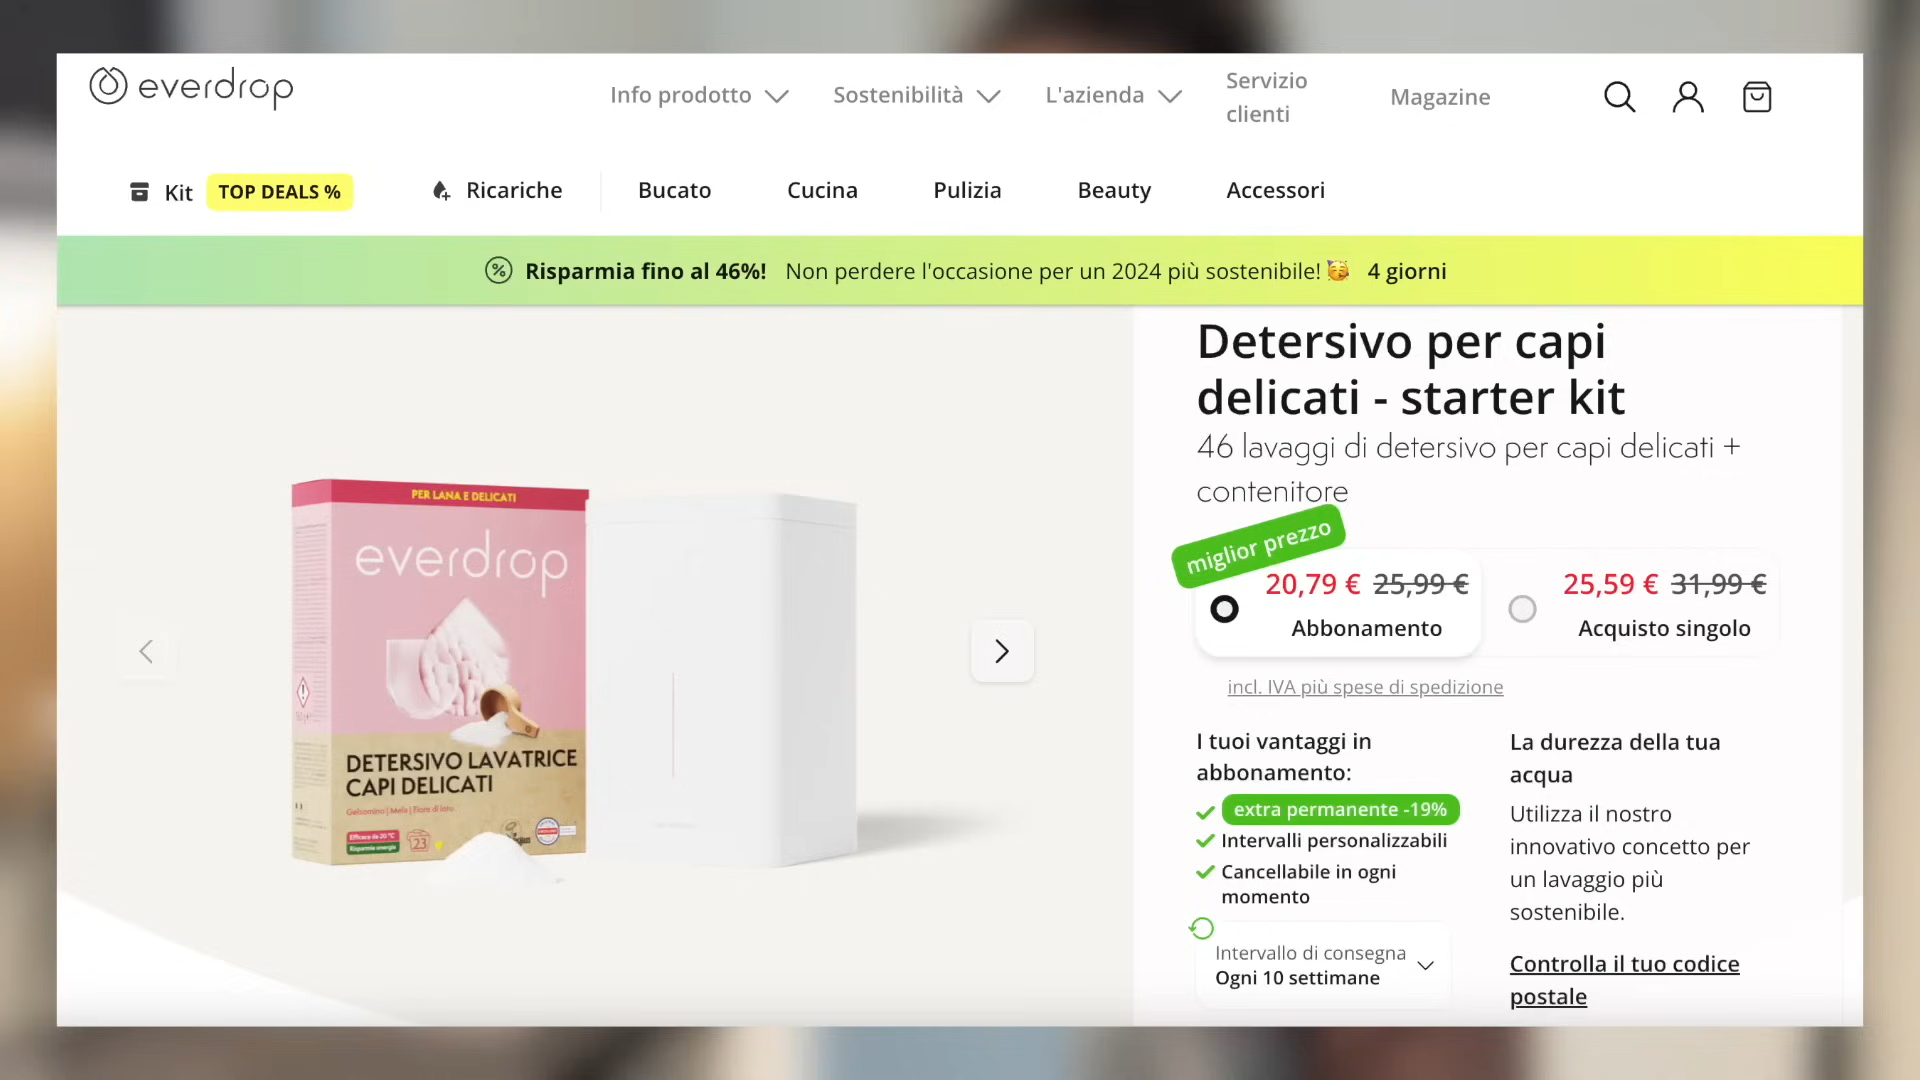 everdrop
Info prodotto
Sostenibilità
L'azienda
Servizio
clienti
Magazine
Kit
TOP DEALS %
Ricariche
Bucato
Cucina
Pulizia
Beauty
Accessori
Risparmia fino al 46%! Non perdere l'occasione per un 2024 più sostenibile! 🥳 4 giorni
PER LANA E DELICATI
everdrop
DETERSIVO LAVATRICE
CAPI DELICATI
Gelsomino | Mela | Fiore di loto
Efficace da 20 °C
Risparmio energia
23
Detersivo per capi
delicati - starter kit
46 lavaggi di detersivo per capi delicati +
contenitore
miglior prezzo
20,79 € 25,99 €
Abbonamento
25,59 € 31,99 €
Acquisto singolo
incl. IVA più spese di spedizione
I tuoi vantaggi in
abbonamento:
extra permanente -19%
Intervalli personalizzabili
Cancellabile in ogni
momento
Intervallo di consegna
Ogni 10 settimane
La durezza della tua
acqua
Utilizza il nostro
innovativo concetto per
un lavaggio più
sostenibile.
Controlla il tuo codice
postale